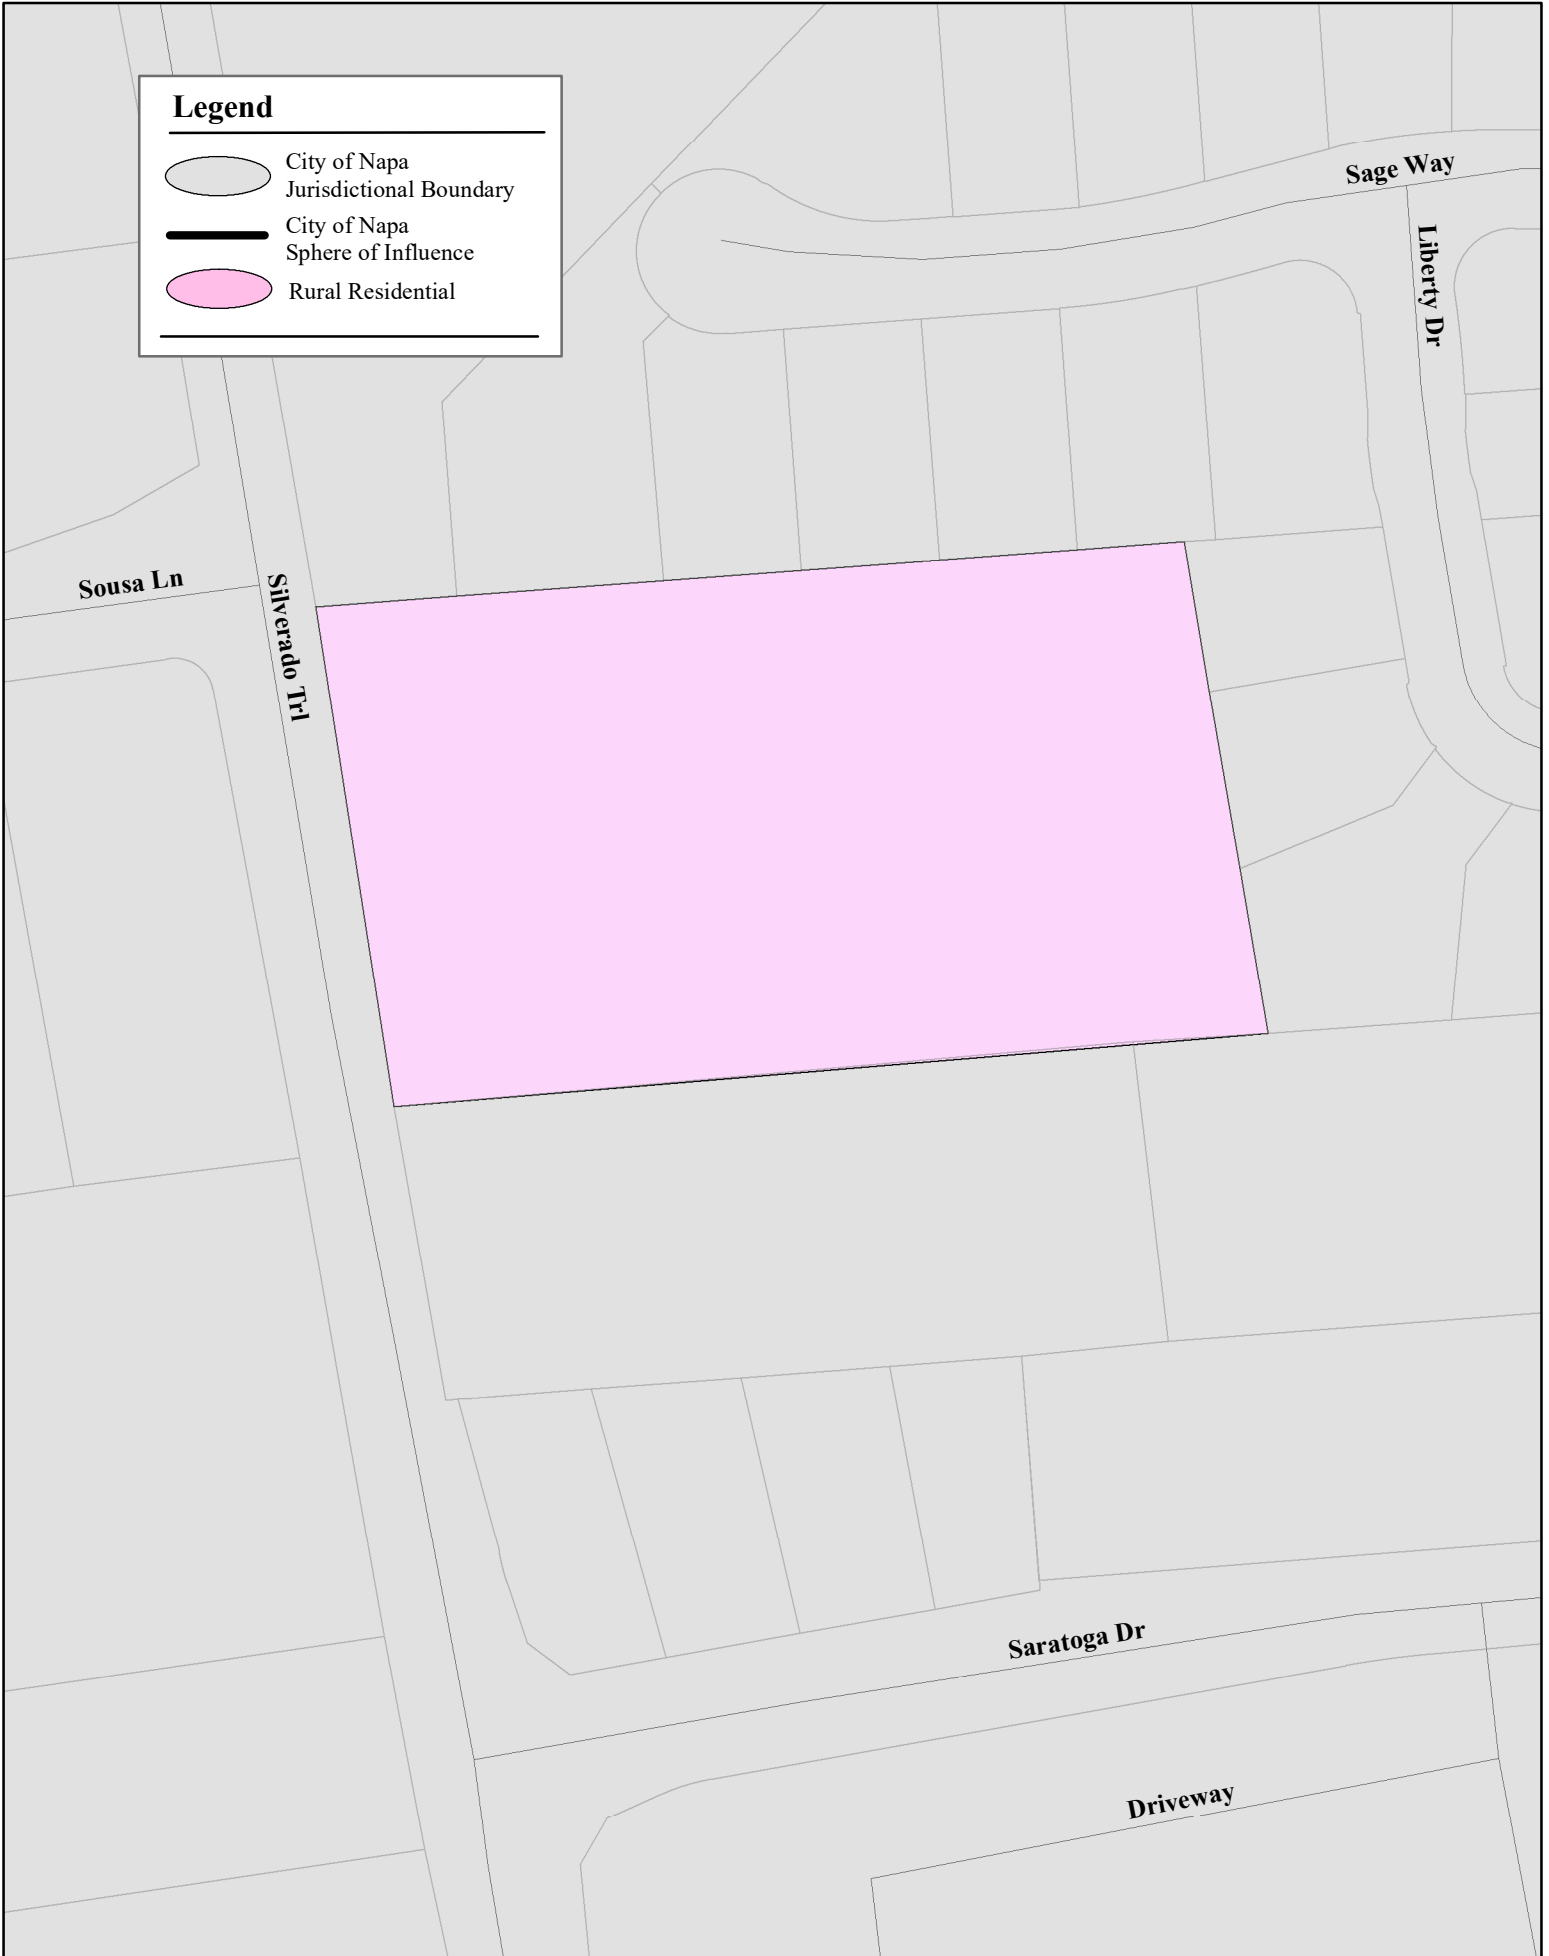 Legend
City of Napa
Jurisdictional Boundary
City of Napa
Sphere of Influence
Rural Residential
Sage Way
Liberty Dr
Sousa Ln
Silverado Trl
Saratoga Dr
Driveway